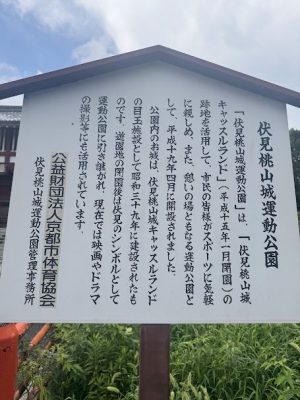 伏見桃山城運動公園
「伏見桃山城運動公園」は、「伏見桃山城
キャッスルランド」（平成十五年一月閉園）の
跡地を活用して、市民の皆様がスポーツに気軽
に親しめ、また、憩いの場ともなる運動公園と
して、平成十九年四月に開設されました。
公園内のお城は、伏見桃山城キャッスルランド
の目玉施設として昭和三十九年に建設されたも
のです。遊園地の閉園後は伏見のシンボルとして
運動公園に引き継がれ、現在では映画やドラマ
の撮影等にも活用されています。
公益財団法人京都市体育協会
伏見桃山城運動公園管理事務所